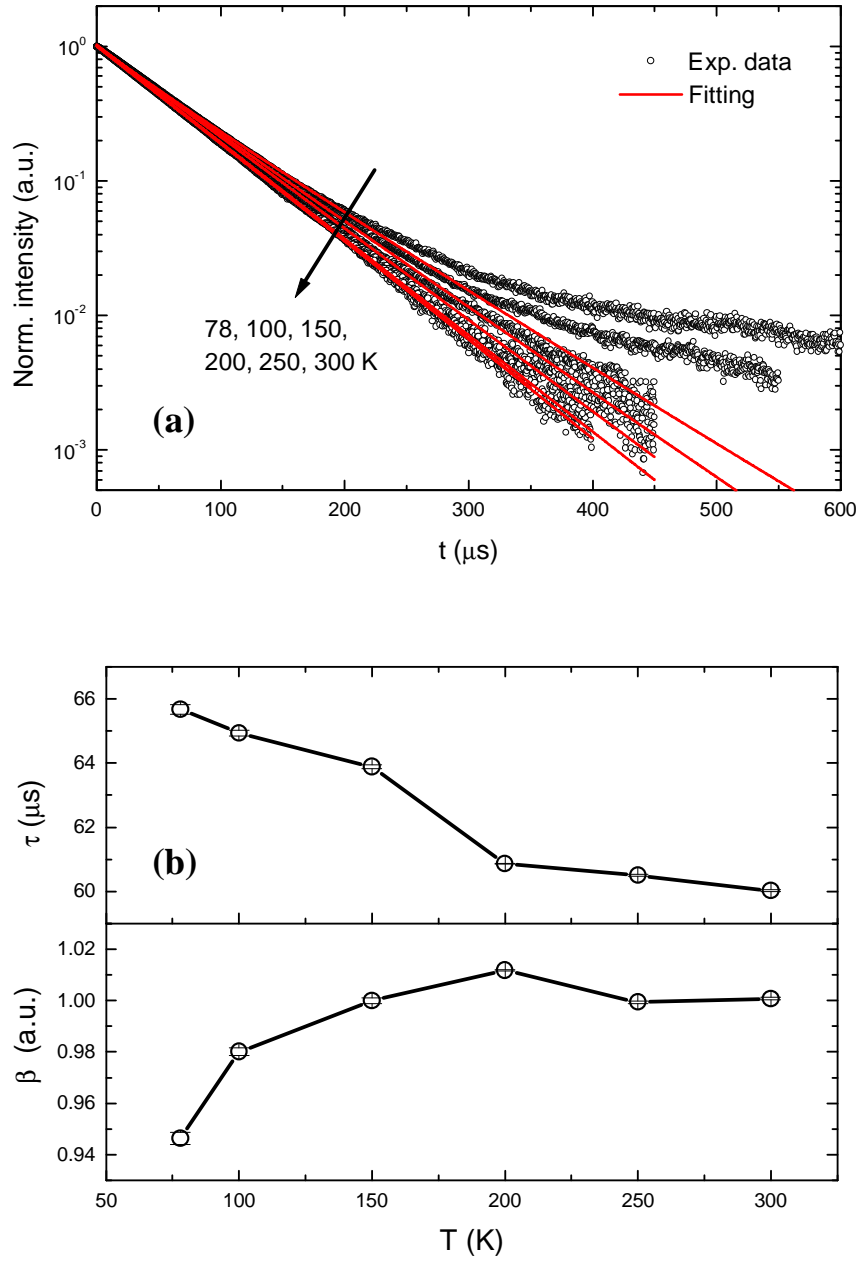 10⁰
10⁻¹
10⁻²
10⁻³
Norm. intensity (a.u.)
Exp. data
Fitting
78, 100, 150,
200, 250, 300 K
(a)
0 100 200 300 400 500 600
t (μs)
66
64
62
60
τ (μs)
(b)
1.02
1.00
0.98
0.96
0.94
β (a.u.)
50 100 150 200 250 300
T (K)